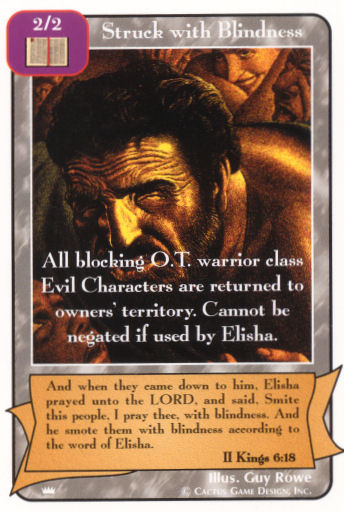 2/2
Struck with Blindness
All blocking O.T. warrior class
Evil Characters are returned to
owners' territory. Cannot be
negated if used by Elisha.
And when they came down to him, Elisha
prayed unto the LORD, and said, Smite
this people, I pray thee, with blindness. And
he smote them with blindness according to
the word of Elisha.
II Kings 6:18
Illus. Guy Rowe
© Cactus Game Design, Inc.